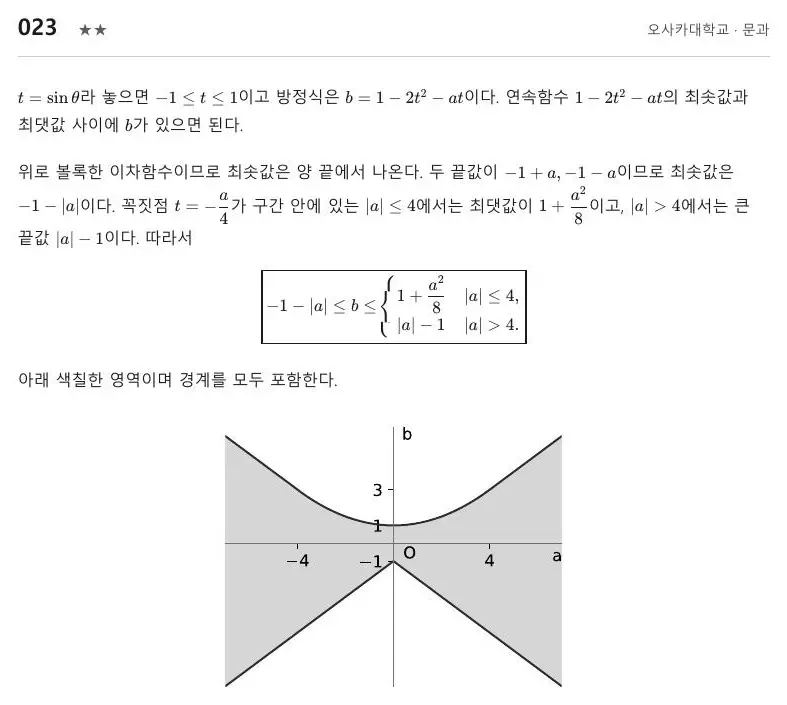 023 ★★ 오사카대학교 · 문과
t = sin θ라 놓으면 −1 ≤ t ≤ 1이고 방정식은 b = 1 − 2t² − at이다. 연속함수 1 − 2t² − at의 최솟값과
최댓값 사이에 b가 있으면 된다.
위로 볼록한 이차함수이므로 최솟값은 양 끝에서 나온다. 두 끝값이 −1 + a, −1 − a이므로 최솟값은
−1 − |a|이다. 꼭짓점 t = −a/4가 구간 안에 있는 |a| ≤ 4에서는 최댓값이 1 + a²/8이고, |a| > 4에서는 큰
끝값 |a| − 1이다. 따라서
−1 − |a| ≤ b ≤ { 1 + a²/8 |a| ≤ 4,
|a| − 1 |a| > 4.
아래 색칠한 영역이며 경계를 모두 포함한다.
b
3
1
O
−4 −1 4 a